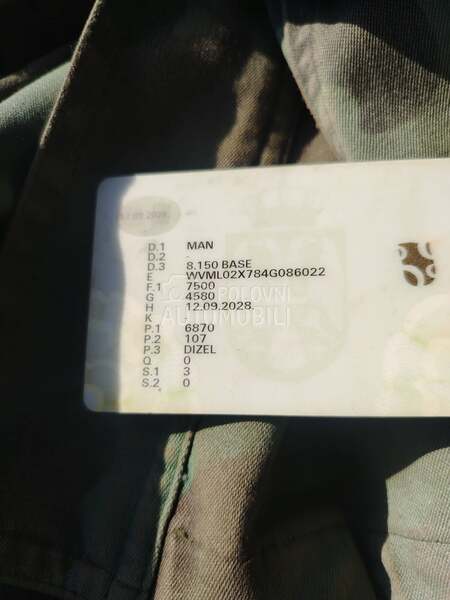 D.1 MAN
D.2 -
D.3 8.150 BASE
E WVML02X784G086022
F.1 7500
G 4580
H 12.09.2028.
K -
P.1 6870
P.2 107
P.3 DIZEL
Q 0
S.1 3
S.2 0
POLOVNI
AUTOMOBILI